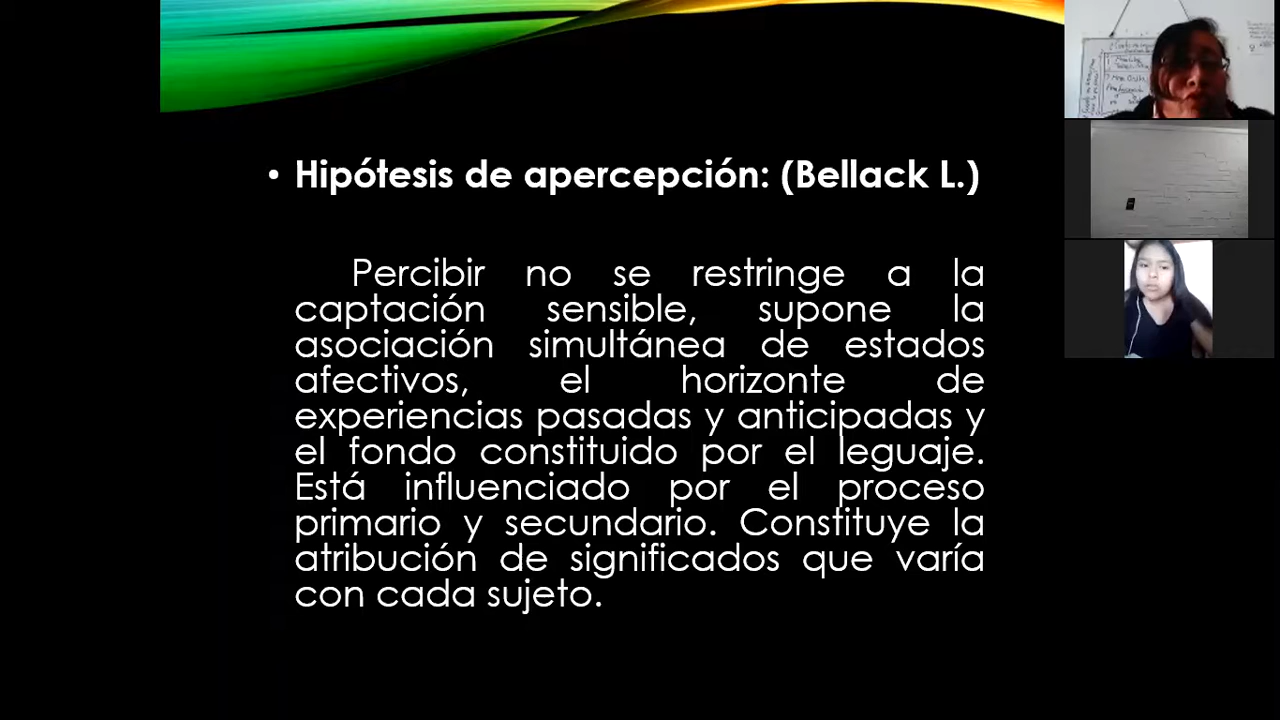 • Hipótesis de apercepción: (Bellack L.)
Percibir no se restringe a la
captación sensible, supone la
asociación simultánea de estados
afectivos, el horizonte de
experiencias pasadas y anticipadas y
el fondo constituido por el leguaje.
Está influenciado por el proceso
primario y secundario. Constituye la
atribución de significados que varía
con cada sujeto.